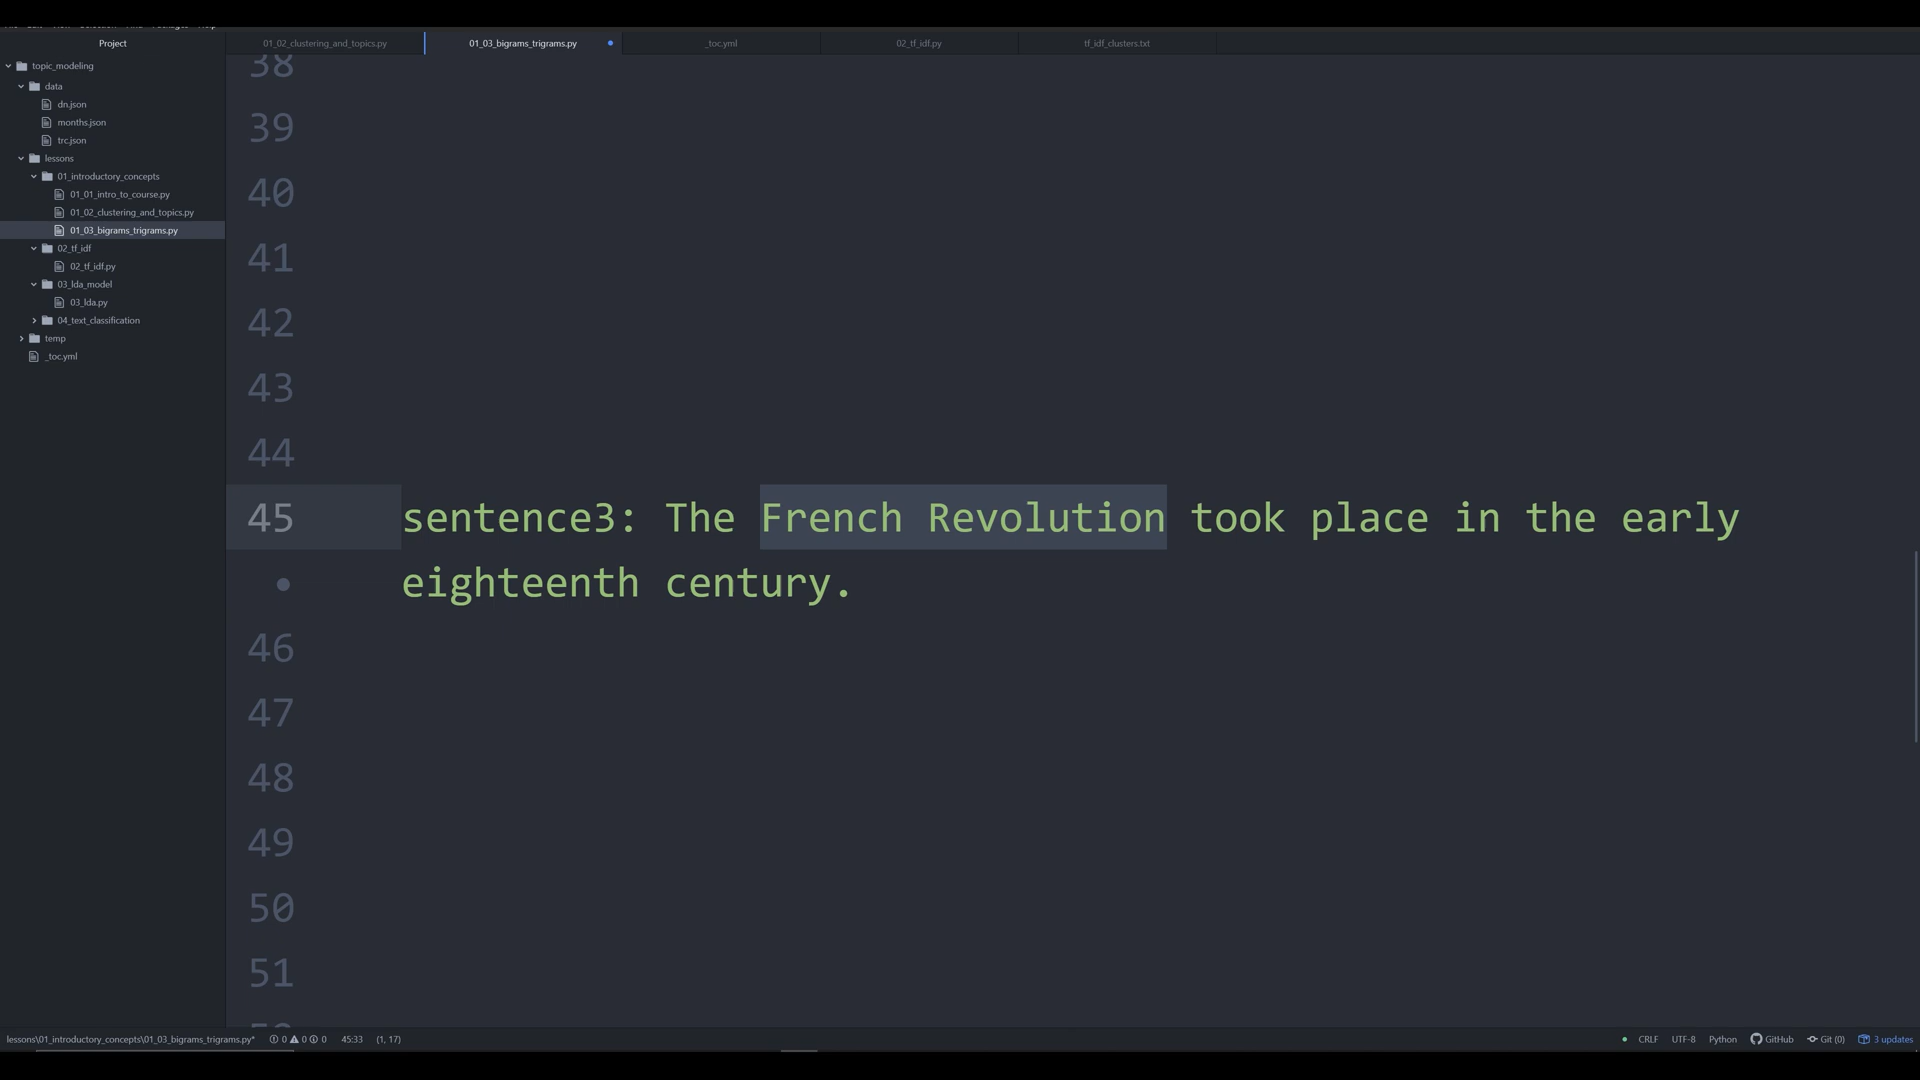 Project
01_02_clustering_and_topics.py
01_03_bigrams_trigrams.py
_toc.yml
02_tf_idf.py
tf_idf_clusters.txt
topic_modeling
data
dn.json
months.json
trc.json
lessons
01_introductory_concepts
01_01_intro_to_course.py
01_02_clustering_and_topics.py
01_03_bigrams_trigrams.py
02_tf_idf
02_tf_idf.py
03_lda_model
03_lda.py
04_text_classification
temp
_toc.yml
38
39
40
41
42
43
44
45 sentence3: The French Revolution took place in the early
eighteenth century.
46
47
48
49
50
51
lessons\01_introductory_concepts\01_03_bigrams_trigrams.py* 0 0 0 45:33 (1, 17) CRLF UTF-8 Python GitHub Git (0) 3 updates